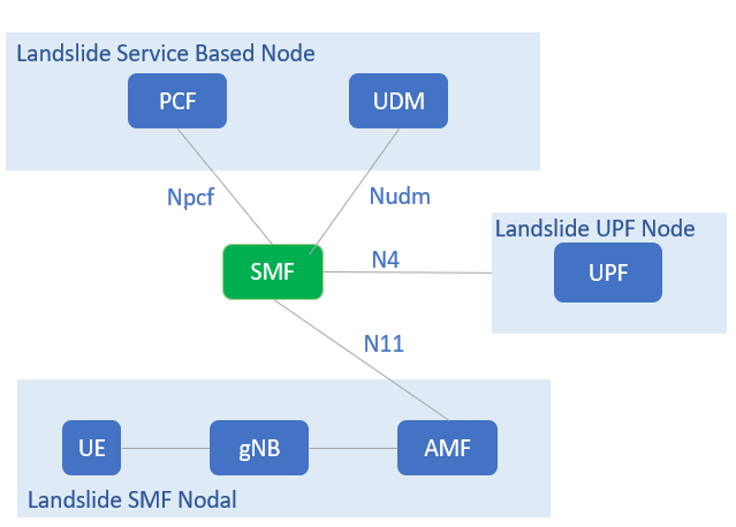 Landslide Service Based Node
PCF
UDM
Npcf
Nudm
Landslide UPF Node
SMF
N4
UPF
N11
UE
gNB
AMF
Landslide SMF Nodal